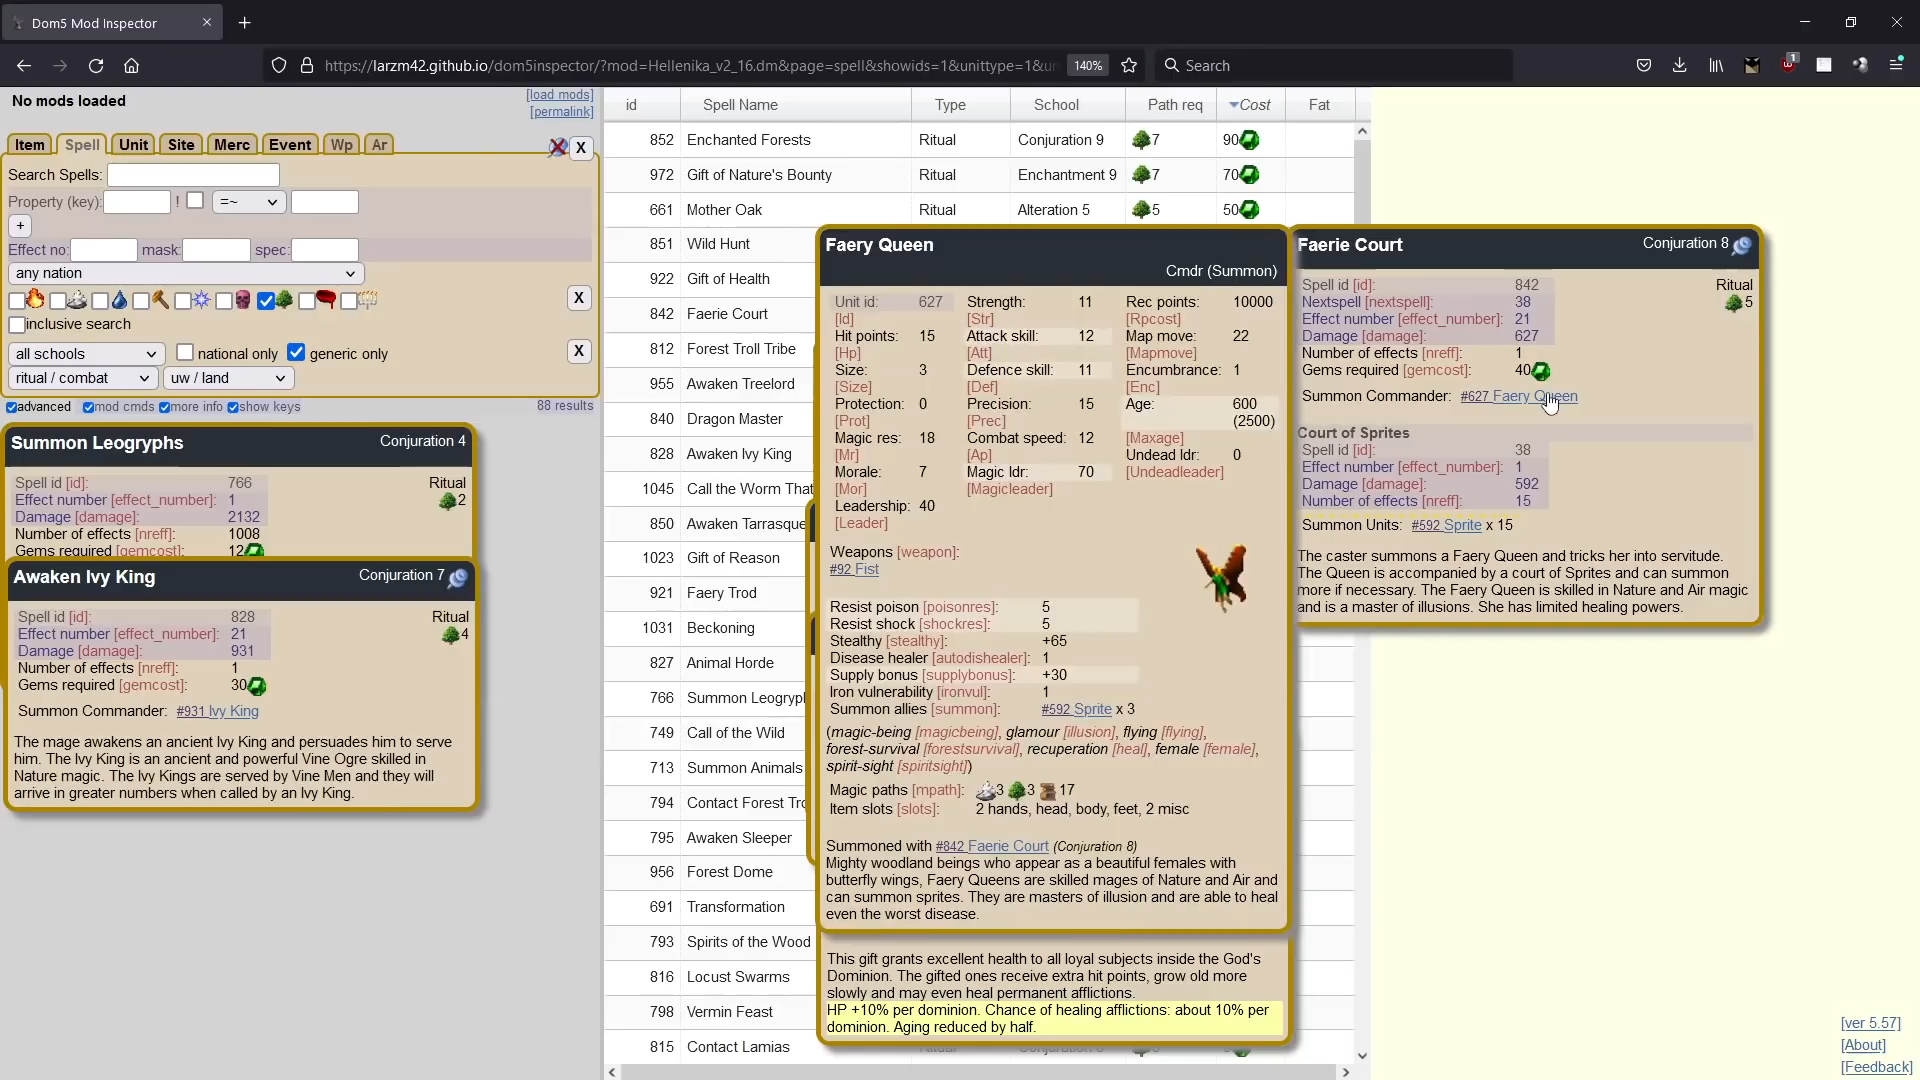 Dom5 Mod Inspector
https://larzm42.github.io/dom5inspector/?mod=Hellenika_v2_16.dm&page=spell&showids=1&unittype=1&u
140%
Search
1
No mods loaded
[load mods]
[permalink]
Item Spell Unit Site Merc Event Wp Ar
X
Search Spells:
Property (key): ! =~
+
Effect no: mask: spec:
any nation
X
inclusive search
all schools national only generic only X
ritual / combat uw / land
advanced mod cmds more info show keys 88 results
Summon Leogryphs Conjuration 4
Spell id [id]: 766 Ritual
Effect number [effect_number]: 1 2
Damage [damage]: 2132
Number of effects [nreff]: 1008
Gems required [gemcost]: 12
Awaken Ivy King Conjuration 7
Spell id [id]: 828 Ritual
Effect number [effect_number]: 21 4
Damage [damage]: 931
Number of effects [nreff]: 1
Gems required [gemcost]: 30
Summon Commander: #931 Ivy King
The mage awakens an ancient Ivy King and persuades him to serve
him. The Ivy King is an ancient and powerful Vine Ogre skilled in
Nature magic. The Ivy Kings are served by Vine Men and they will
arrive in greater numbers when called by an Ivy King.
id Spell Name Type School Path req Cost Fat
852 Enchanted Forests Ritual Conjuration 9 7 90
972 Gift of Nature's Bounty Ritual Enchantment 9 7 70
661 Mother Oak Ritual Alteration 5 5 50
851 Wild Hunt
922 Gift of Health
842 Faerie Court
812 Forest Troll Tribe
955 Awaken Treelord
840 Dragon Master
828 Awaken Ivy King
1045 Call the Worm That
850 Awaken Tarrasque
1023 Gift of Reason
921 Faery Trod
1031 Beckoning
827 Animal Horde
766 Summon Leogryph
749 Call of the Wild
713 Summon Animals
794 Contact Forest Tro
795 Awaken Sleeper
956 Forest Dome
691 Transformation
793 Spirits of the Wood
816 Locust Swarms
798 Vermin Feast
815 Contact Lamias
Faery Queen
Cmdr (Summon)
Unit id: 627 Strength: 11 Rec points: 10000
[Id] [Str] [Rpcost]
Hit points: 15 Attack skill: 12 Map move: 22
[Hp] [Att] [Mapmove]
Size: 3 Defence skill: 11 Encumbrance: 1
[Size] [Def] [Enc]
Protection: 0 Precision: 15 Age: 600
[Prot] [Prec] (2500)
Magic res: 18 Combat speed: 12 [Maxage]
[Mr] [Ap] Undead ldr: 0
Morale: 7 Magic ldr: 70 [Undeadleader]
[Mor] [Magicleader]
Leadership: 40
[Leader]
Weapons [weapon]:
#92 Fist
Resist poison [poisonres]: 5
Resist shock [shockres]: 5
Stealthy [stealthy]: +65
Disease healer [autodishealer]: 1
Supply bonus [supplybonus]: +30
Iron vulnerability [ironvul]: 1
Summon allies [summon]: #592 Sprite x 3
(magic-being [magicbeing], glamour [illusion], flying [flying],
forest-survival [forestsurvival], recuperation [heal], female [female],
spirit-sight [spiritsight])
Magic paths [mpath]: 3 3 17
Item slots [slots]: 2 hands, head, body, feet, 2 misc
Summoned with #842 Faerie Court (Conjuration 8)
Mighty woodland beings who appear as a beautiful females with
butterfly wings, Faery Queens are skilled mages of Nature and Air and
can summon sprites. They are masters of illusion and are able to heal
even the worst disease.
This gift grants excellent health to all loyal subjects inside the God's
Dominion. The gifted ones receive extra hit points, grow old more
slowly and may even heal permanent afflictions.
HP +10% per dominion. Chance of healing afflictions: about 10% per
dominion. Aging reduced by half.
Faerie Court Conjuration 8
Spell id [id]: 842 Ritual
Nextspell [nextspell]: 38 5
Effect number [effect_number]: 21
Damage [damage]: 627
Number of effects [nreff]: 1
Gems required [gemcost]: 40
Summon Commander: #627 Faery Queen
Court of Sprites
Spell id [id]: 38
Effect number [effect_number]: 1
Damage [damage]: 592
Number of effects [nreff]: 15
Summon Units: #592 Sprite x 15
The caster summons a Faery Queen and tricks her into servitude.
The Queen is accompanied by a court of Sprites and can summon
more if necessary. The Faery Queen is skilled in Nature and Air magic
and is a master of illusions. She has limited healing powers.
[ver 5.57]
[About]
[Feedback]